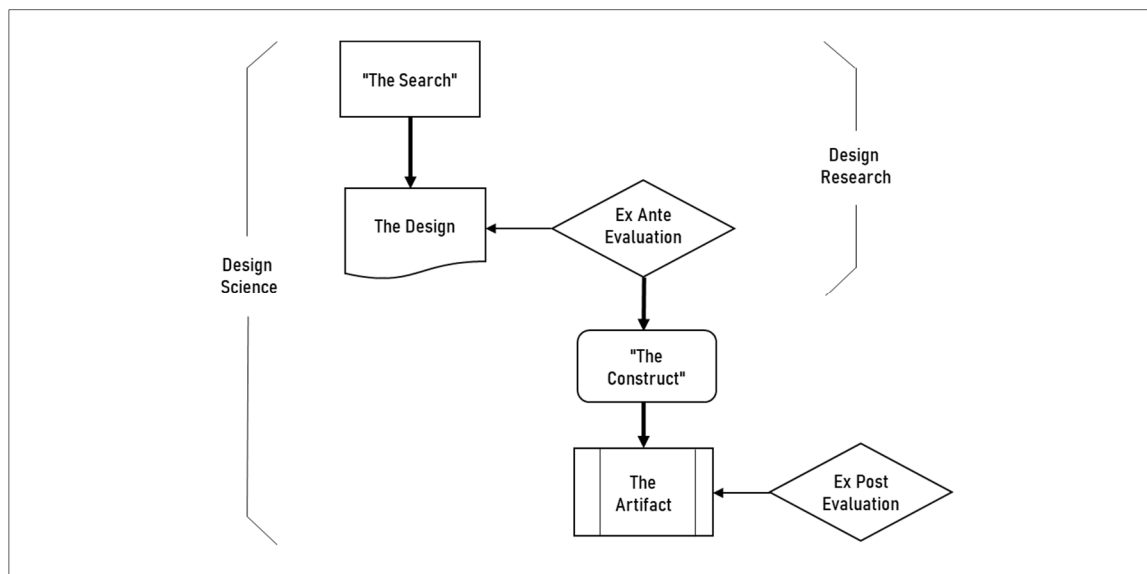 "The Search"
Design
Research
The Design
Ex Ante
Evaluation
Design
Science
"The
Construct"
The
Artifact
Ex Post
Evaluation